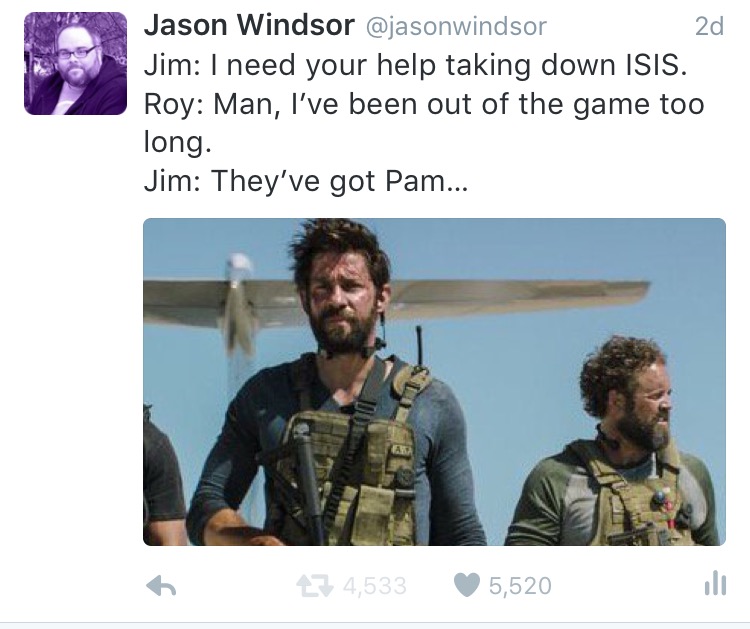 Jason Windsor @jasonwindsor 2d
Jim: I need your help taking down ISIS.
Roy: Man, I’ve been out of the game too
long.
Jim: They’ve got Pam...
4,533 5,520